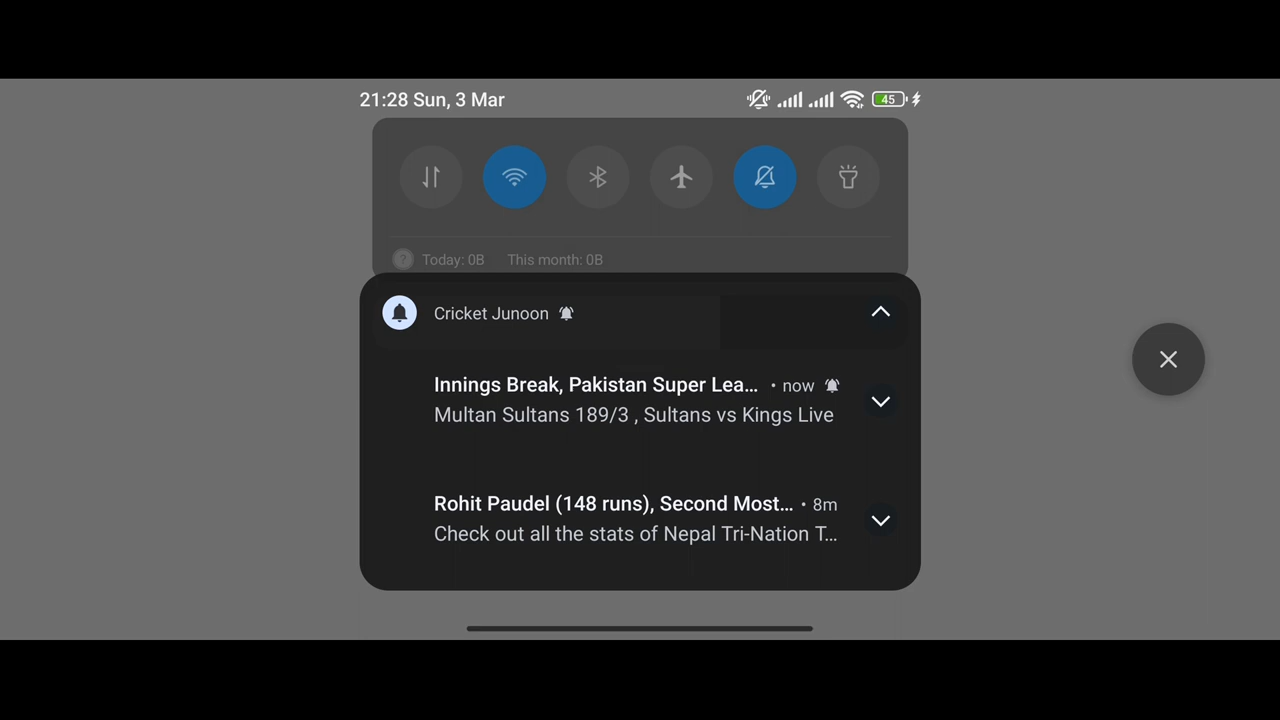 21:28 Sun, 3 Mar
45
Today: 0B This month: 0B
Cricket Junoon
Innings Break, Pakistan Super Lea… • now
Multan Sultans 189/3 , Sultans vs Kings Live
Rohit Paudel (148 runs), Second Most… • 8m
Check out all the stats of Nepal Tri-Nation T…